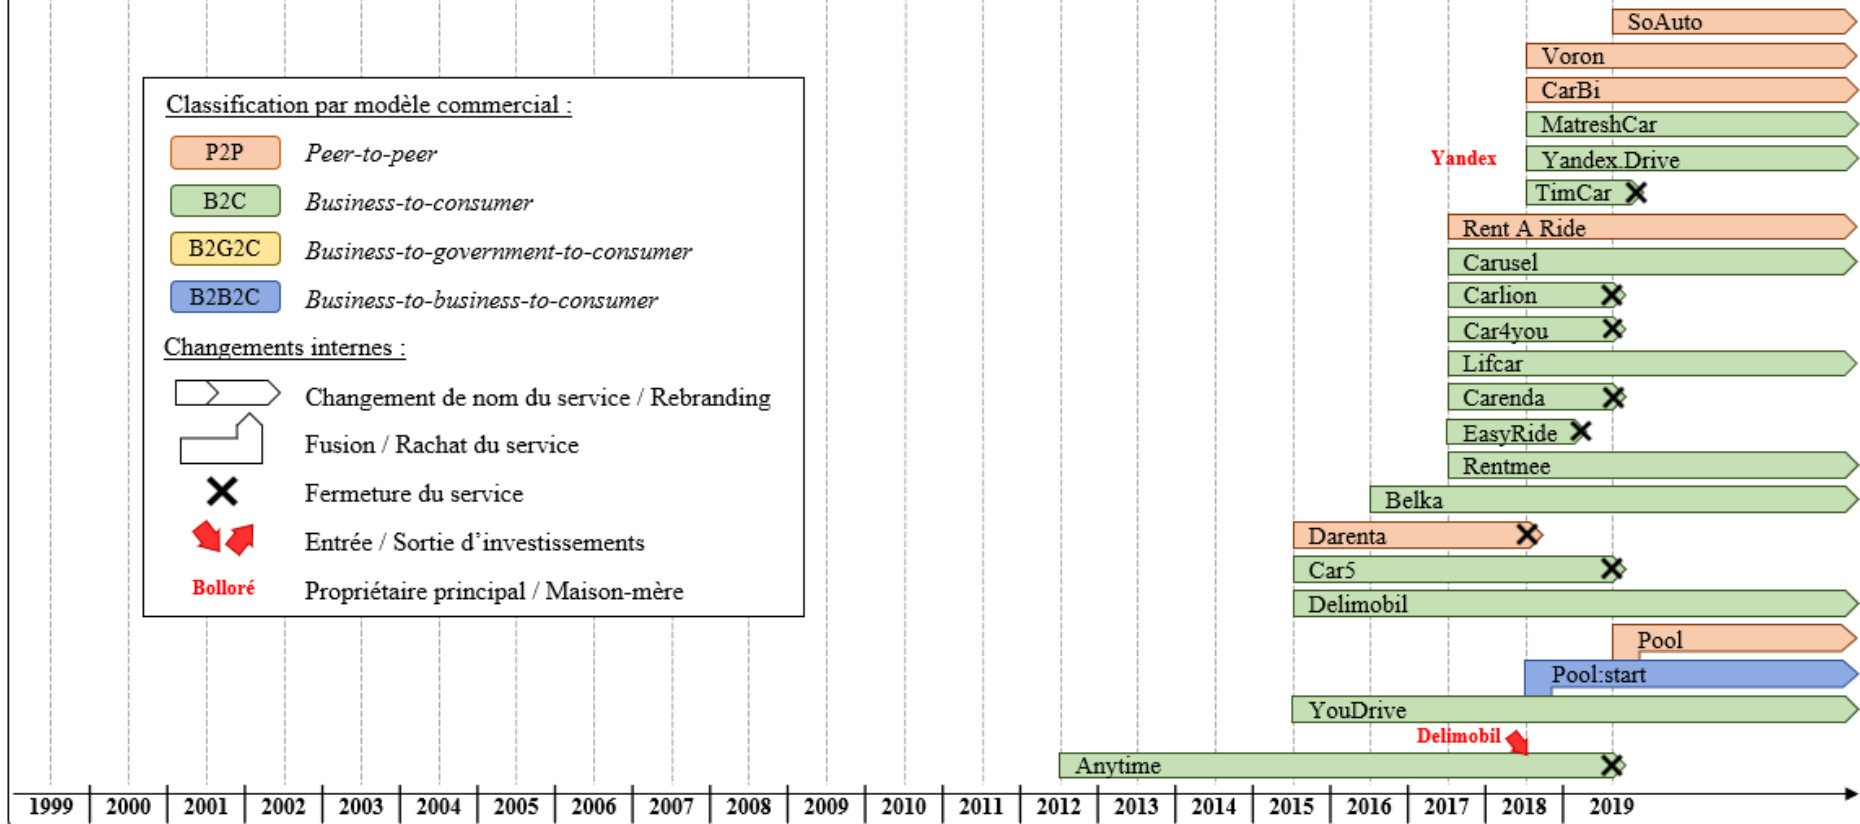 SoAuto
Voron
CarBi
MatreshCar
Yandex
Yandex.Drive
TimCar
Rent A Ride
Carusel
Carlion
Car4you
Lifcar
Carenda
EasyRide
Rentmee
Belka
Darenta
Car5
Delimobil
Pool
Pool:start
YouDrive
Delimobil
Anytime
Classification par modèle commercial :
P2P Peer-to-peer
B2C Business-to-consumer
B2G2C Business-to-government-to-consumer
B2B2C Business-to-business-to-consumer
Changements internes :
Changement de nom du service / Rebranding
Fusion / Rachat du service
Fermeture du service
Entrée / Sortie d’investissements
Bolloré Propriétaire principal / Maison-mère
1999 2000 2001 2002 2003 2004 2005 2006 2007 2008 2009 2010 2011 2012 2013 2014 2015 2016 2017 2018 2019